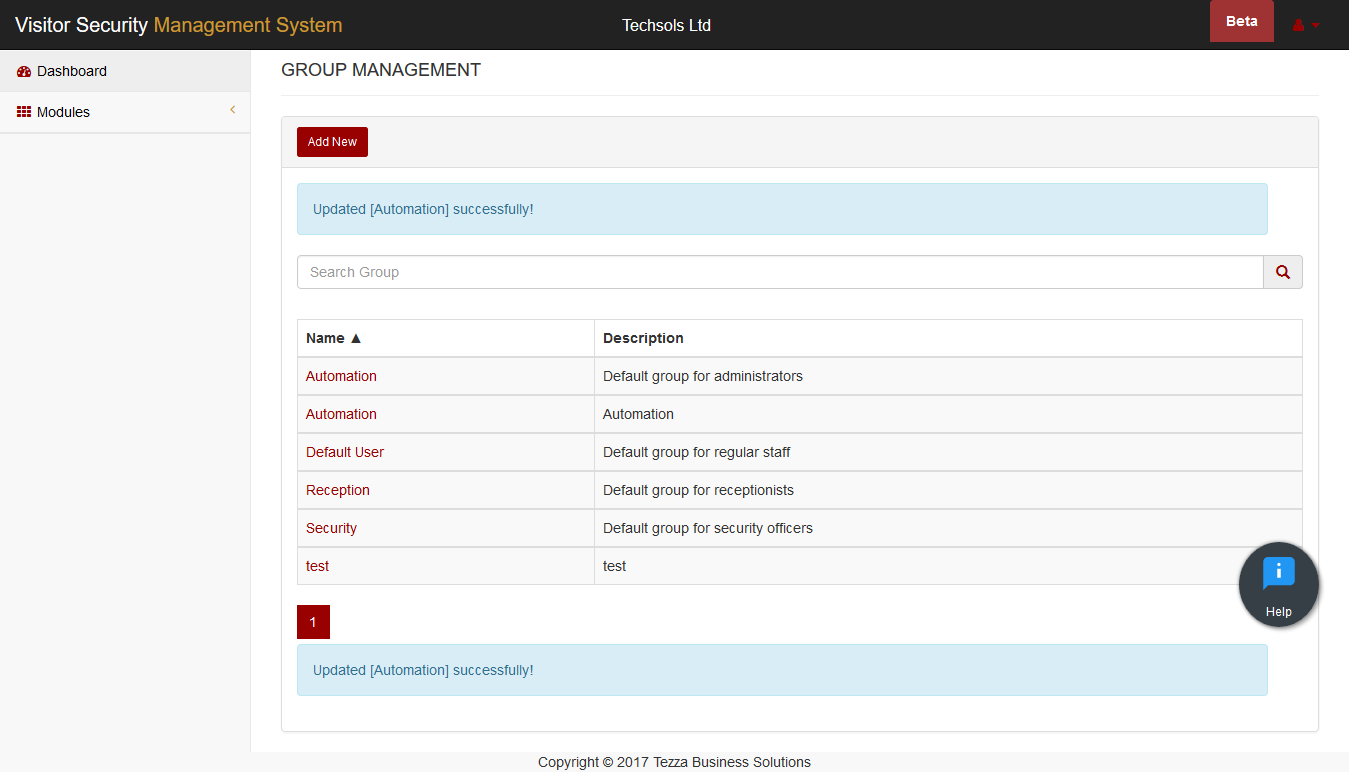 Visitor Security Management System
Techsols Ltd
Beta
Dashboard
Modules
GROUP MANAGEMENT
Add New
Updated [Automation] successfully!
Search Group
Name ▲ Description
Automation Default group for administrators
Automation Automation
Default User Default group for regular staff
Reception Default group for receptionists
Security Default group for security officers
test test
Help
1
Updated [Automation] successfully!
Copyright © 2017 Tezza Business Solutions